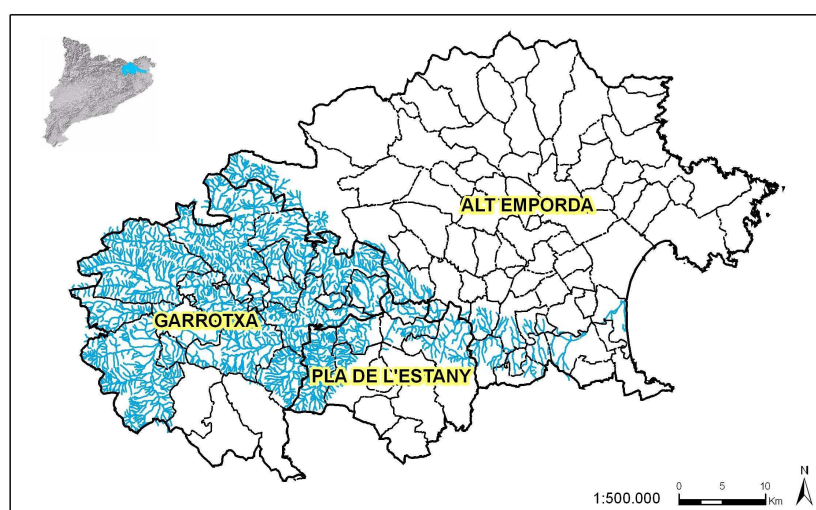 ALT EMPORDA
GARROTXA
PLA DE L'ESTANY
N
1:500.000
0 5 10
Km